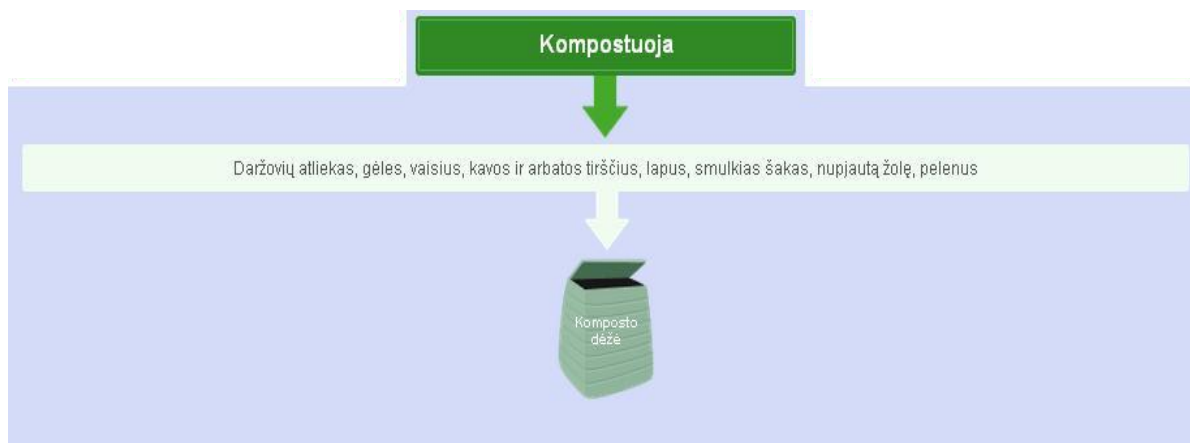 Kompostuoja
Daržovių atliekas, gėles, vaisius, kavos ir arbatos tirščius, lapus, smulkias šakas, nupjautą žolę, pelenus
Komposto
dėžė